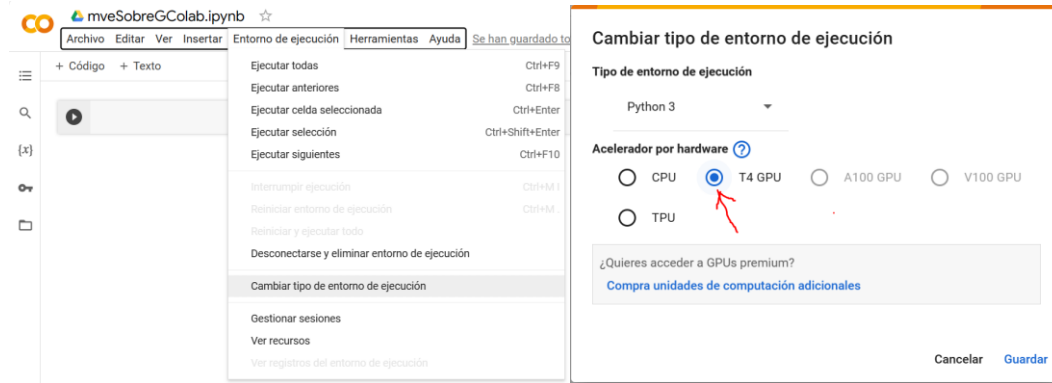 mveSobreGColab.ipynb
Archivo Editar Ver Insertar Entorno de ejecución Herramientas Ayuda Se han guardado to
+ Código + Texto
{x}
Ejecutar todas Ctrl+F9
Ejecutar anteriores Ctrl+F8
Ejecutar celda seleccionada Ctrl+Enter
Ejecutar selección Ctrl+Shift+Enter
Ejecutar siguientes Ctrl+F10
Interrumpir ejecución Ctrl+M I
Reiniciar entorno de ejecución Ctrl+M .
Reiniciar y ejecutar todo
Desconectarse y eliminar entorno de ejecución
Cambiar tipo de entorno de ejecución
Gestionar sesiones
Ver recursos
Ver registros del entorno de ejecución
Cambiar tipo de entorno de ejecución
Tipo de entorno de ejecución
Python 3
Acelerador por hardware ?
CPU T4 GPU A100 GPU V100 GPU
TPU
¿Quieres acceder a GPUs premium?
Compra unidades de computación adicionales
Cancelar Guardar